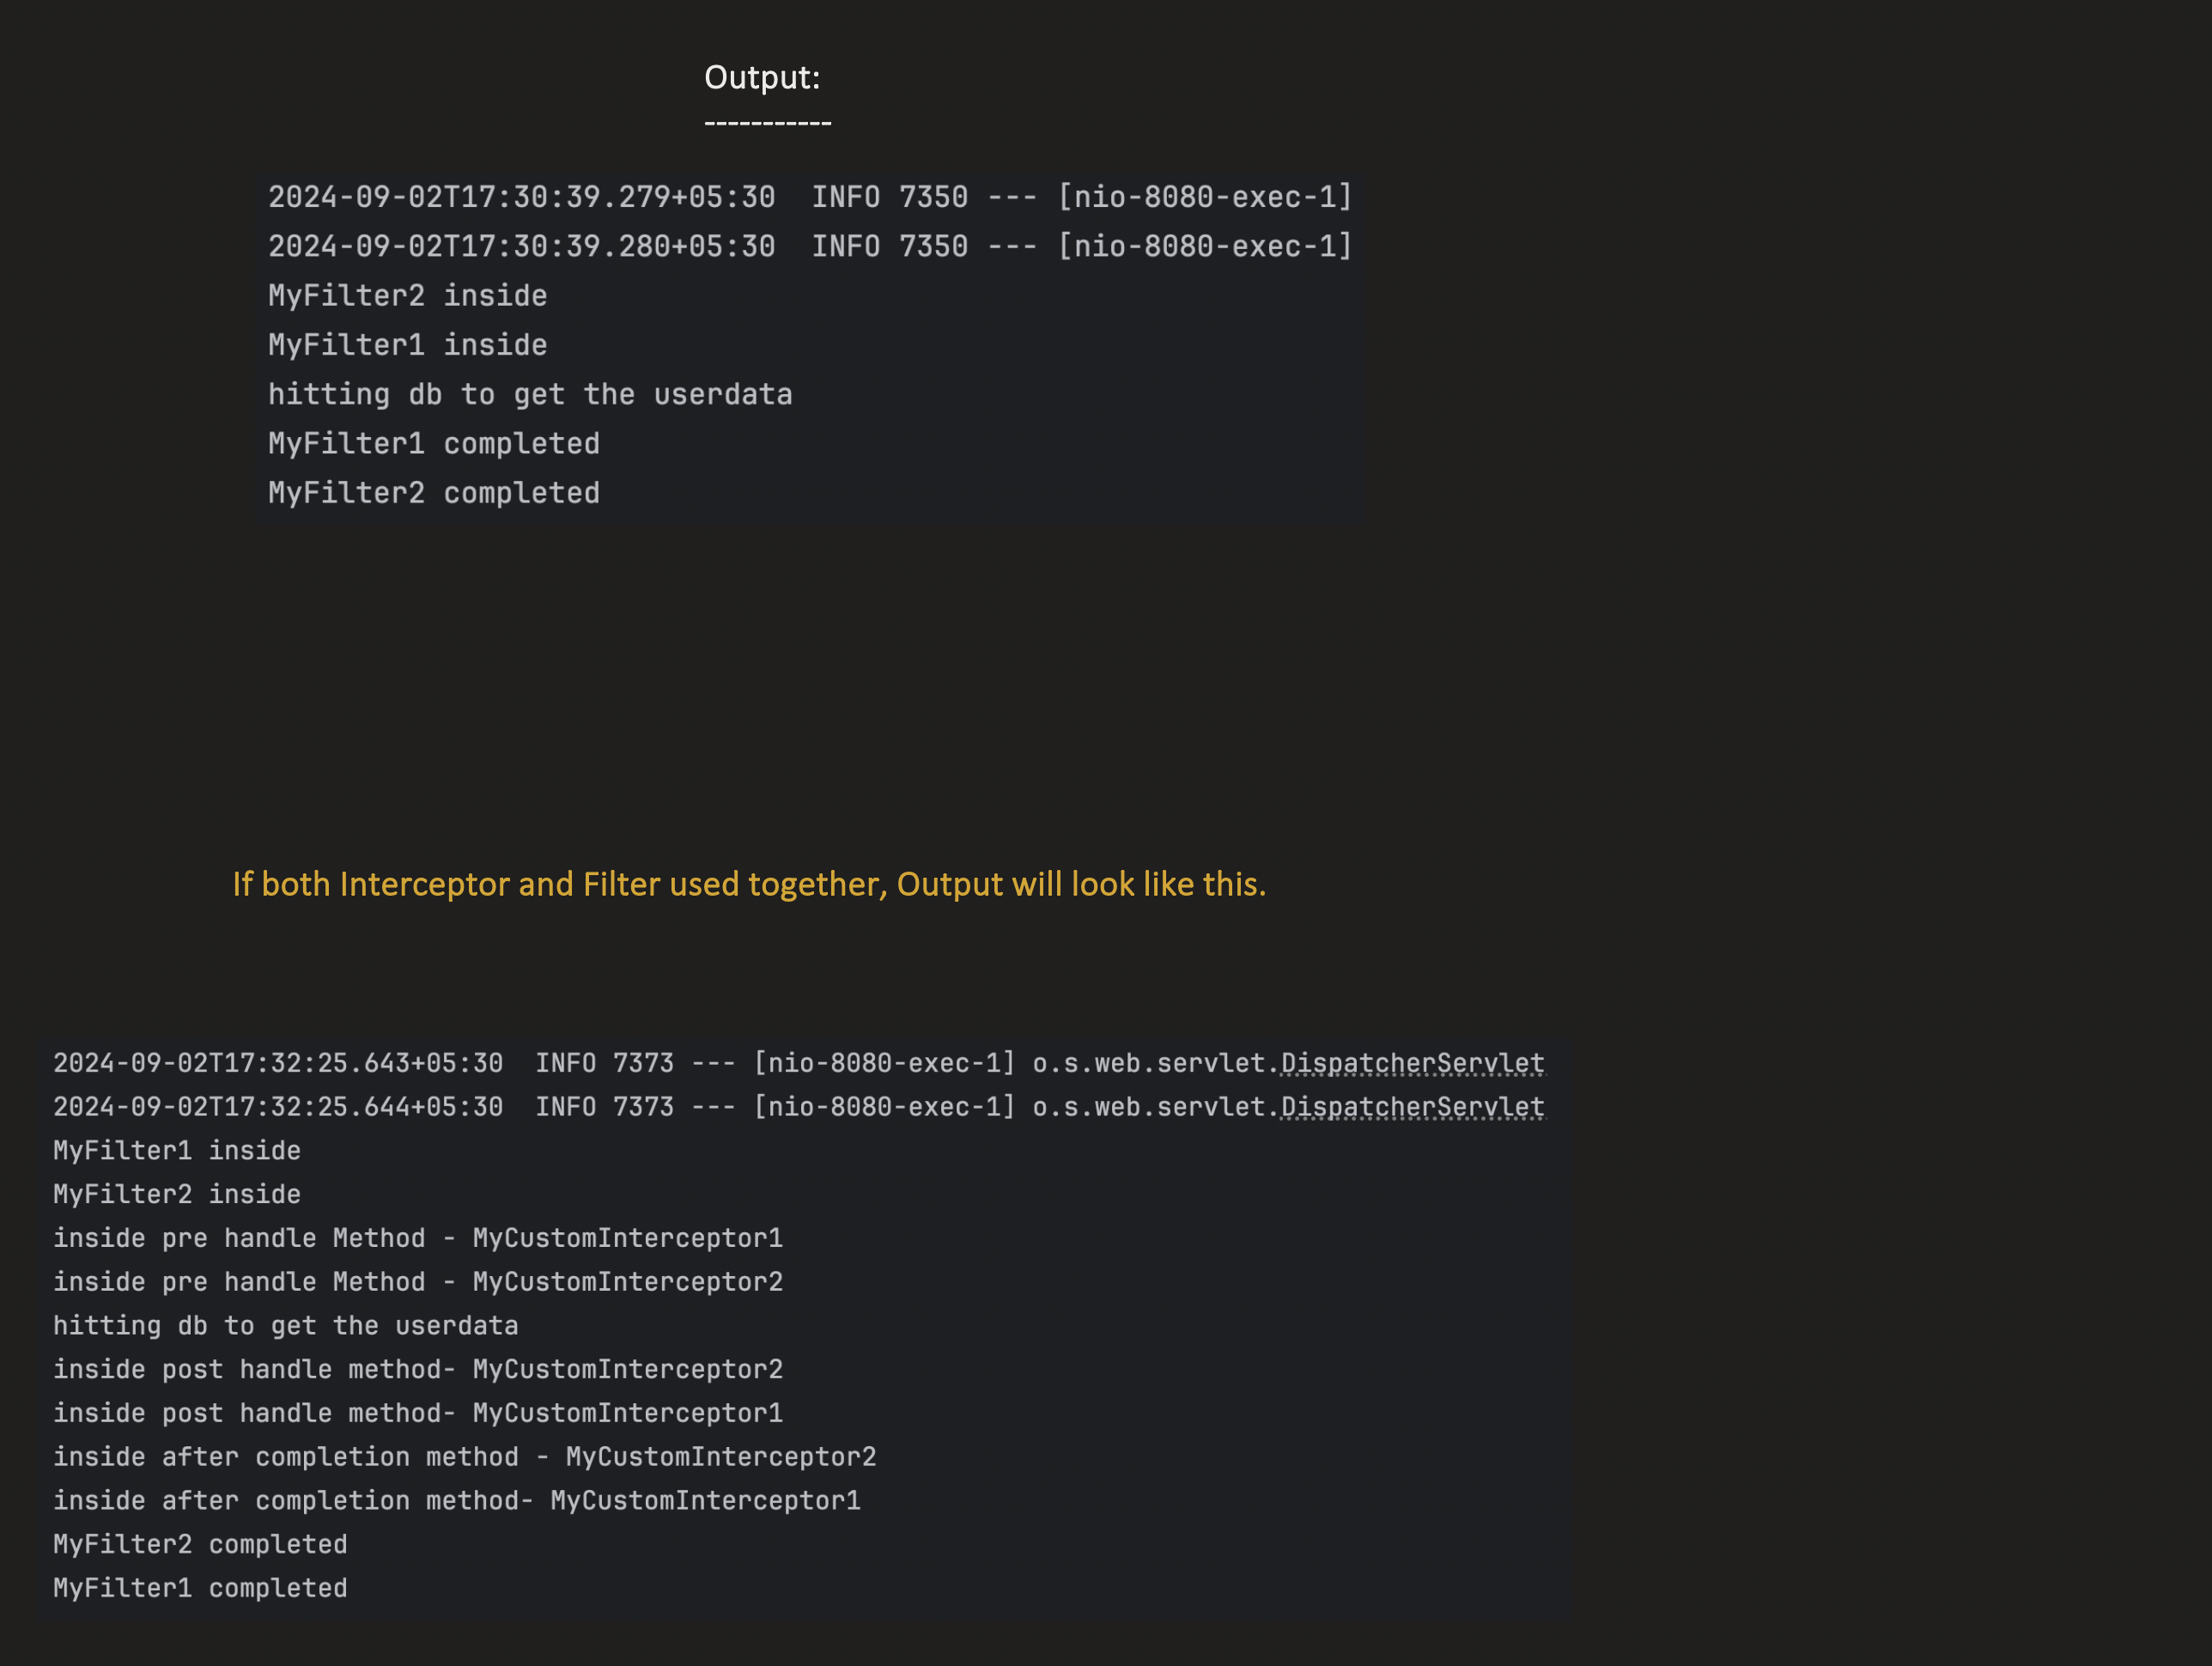 Output:
-----------
2024-09-02T17:30:39.279+05:30  INFO 7350 --- [nio-8080-exec-1]
2024-09-02T17:30:39.280+05:30  INFO 7350 --- [nio-8080-exec-1]
MyFilter2 inside
MyFilter1 inside
hitting db to get the userdata
MyFilter1 completed
MyFilter2 completed
If both Interceptor and Filter used together, Output will look like this.
2024-09-02T17:32:25.643+05:30  INFO 7373 --- [nio-8080-exec-1] o.s.web.servlet.DispatcherServlet
2024-09-02T17:32:25.644+05:30  INFO 7373 --- [nio-8080-exec-1] o.s.web.servlet.DispatcherServlet
MyFilter1 inside
MyFilter2 inside
inside pre handle Method - MyCustomInterceptor1
inside pre handle Method - MyCustomInterceptor2
hitting db to get the userdata
inside post handle method- MyCustomInterceptor2
inside post handle method- MyCustomInterceptor1
inside after completion method - MyCustomInterceptor2
inside after completion method- MyCustomInterceptor1
MyFilter2 completed
MyFilter1 completed